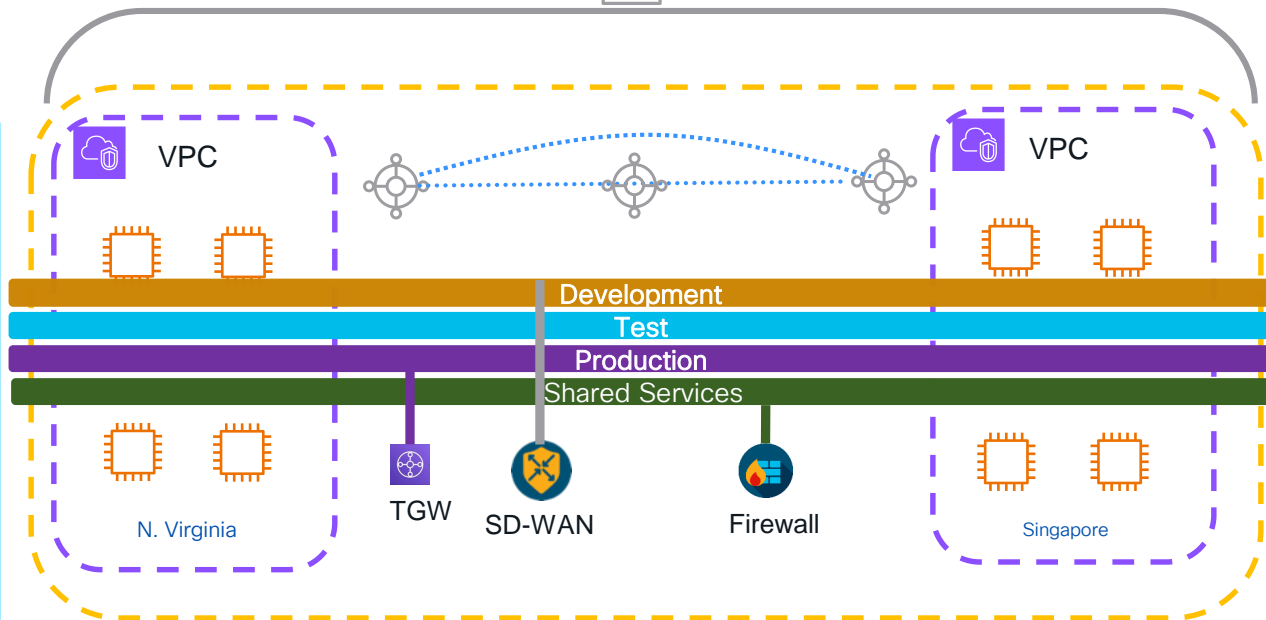 VPC
VPC
Development
Test
Production
Shared Services
TGW
SD-WAN
Firewall
N. Virginia
Singapore